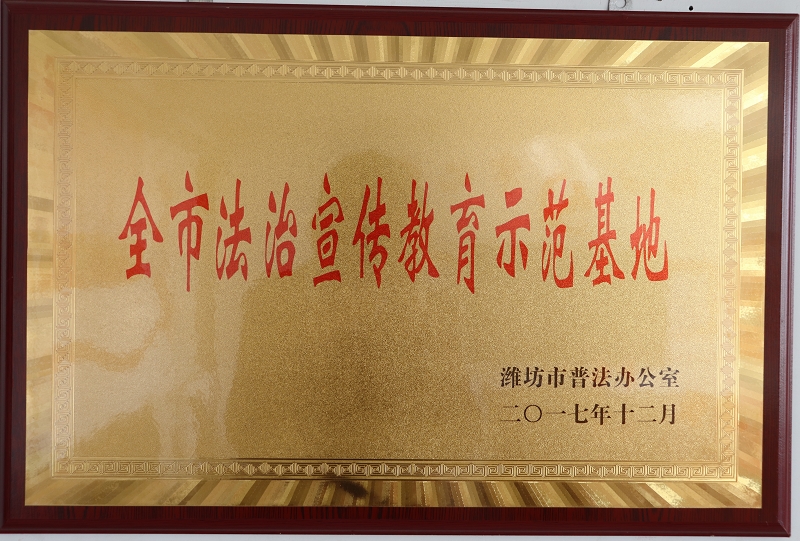 全市法治宣传教育示范基地
潍坊市普法办公室
二〇一七年十二月